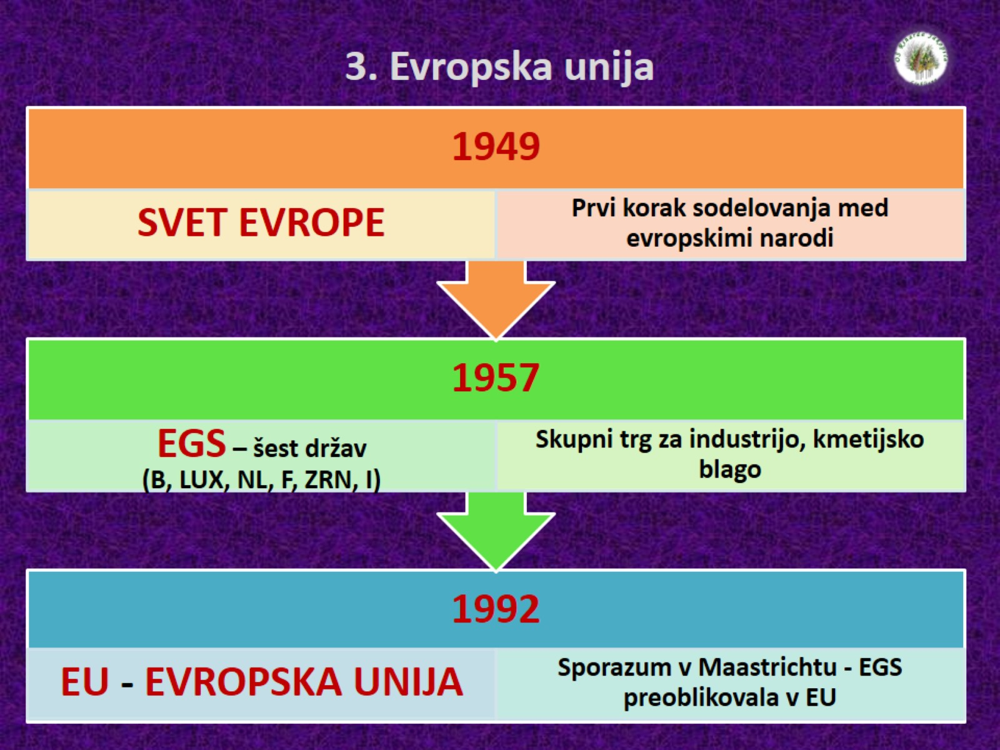 3. Evropska unija
1949
SVET EVROPE
Prvi korak sodelovanja med
evropskimi narodi
1957
EGS – šest držav
(B, LUX, NL, F, ZRN, I)
Skupni trg za industrijo, kmetijsko
blago
1992
EU - EVROPSKA UNIJA
Sporazum v Maastrichtu - EGS
preoblikovala v EU